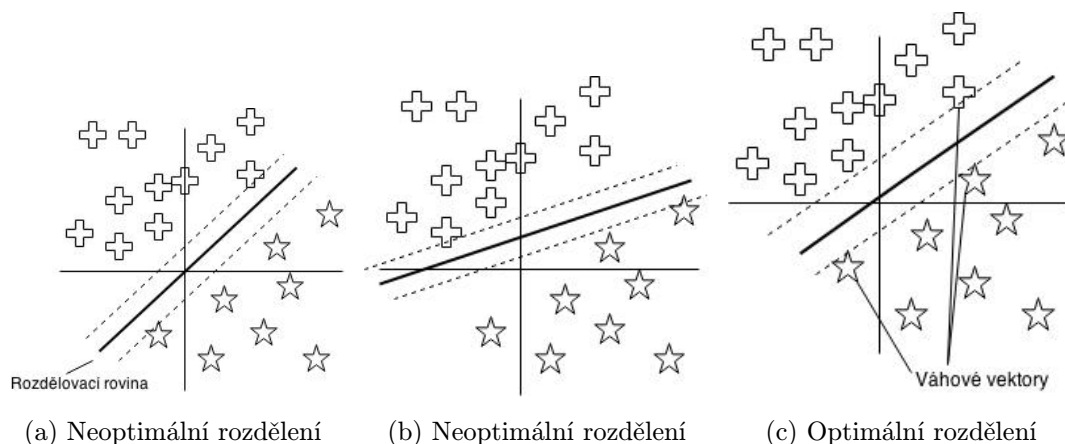 Rozdělovací rovina
Váhové vektory
(a) Neoptimální rozdělení
(b) Neoptimální rozdělení
(c) Optimální rozdělení